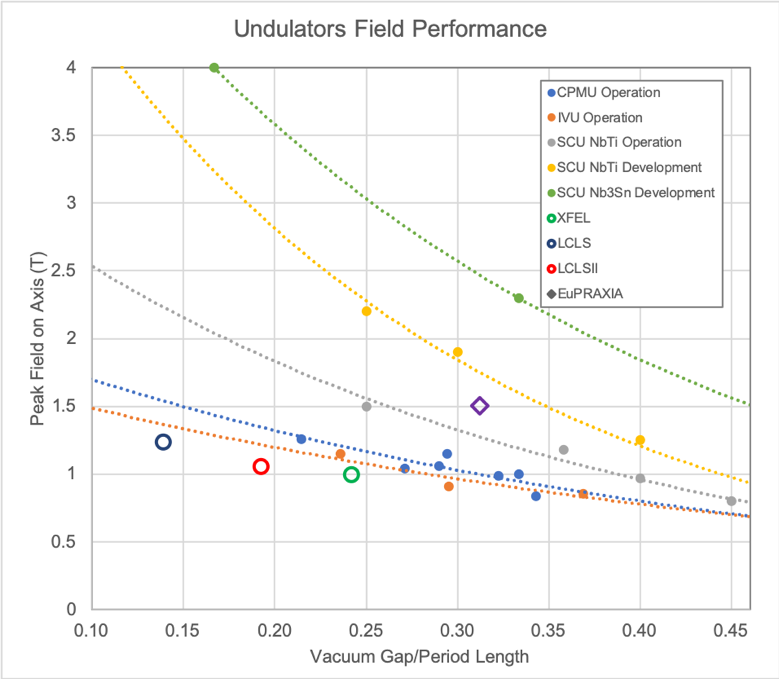 Undulators Field Performance
Peak Field on Axis (T)
4
3.5
3
2.5
2
1.5
1
0.5
0
CPMU Operation
IVU Operation
SCU NbTi Operation
SCU NbTi Development
SCU Nb3Sn Development
XFEL
LCLS
LCLSII
EuPRAXIA
0.10 0.15 0.20 0.25 0.30 0.35 0.40 0.45
Vacuum Gap/Period Length